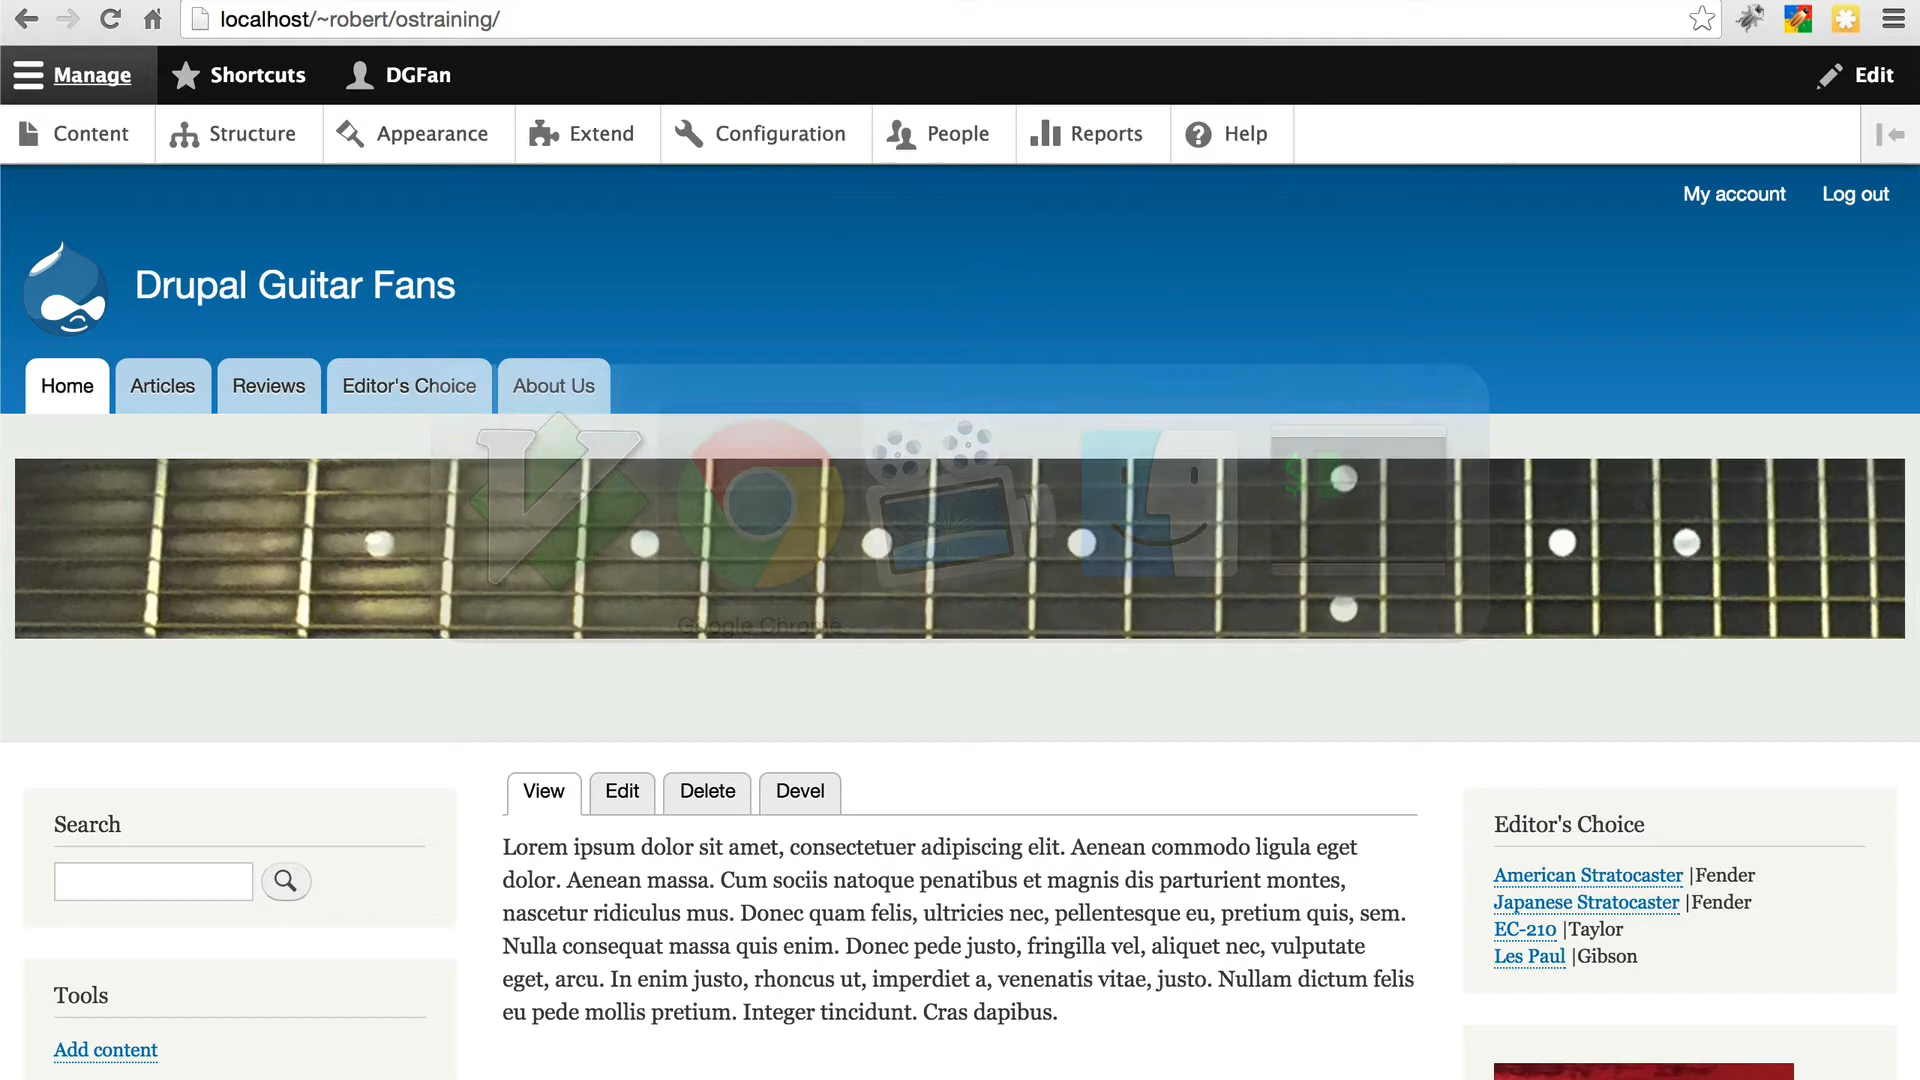 localhost/~robert/ostraining/
Manage Shortcuts DGFan Edit
Content Structure Appearance Extend Configuration People Reports Help
My account Log out
Drupal Guitar Fans
Home Articles Reviews Editor's Choice About Us
Google Chrome
View Edit Delete Devel
Search
Lorem ipsum dolor sit amet, consectetuer adipiscing elit. Aenean commodo ligula eget
dolor. Aenean massa. Cum sociis natoque penatibus et magnis dis parturient montes,
nascetur ridiculus mus. Donec quam felis, ultricies nec, pellentesque eu, pretium quis, sem.
Nulla consequat massa quis enim. Donec pede justo, fringilla vel, aliquet nec, vulputate
eget, arcu. In enim justo, rhoncus ut, imperdiet a, venenatis vitae, justo. Nullam dictum felis
eu pede mollis pretium. Integer tincidunt. Cras dapibus.
Tools
Add content
Editor's Choice
American Stratocaster |Fender
Japanese Stratocaster |Fender
EC-210 |Taylor
Les Paul |Gibson